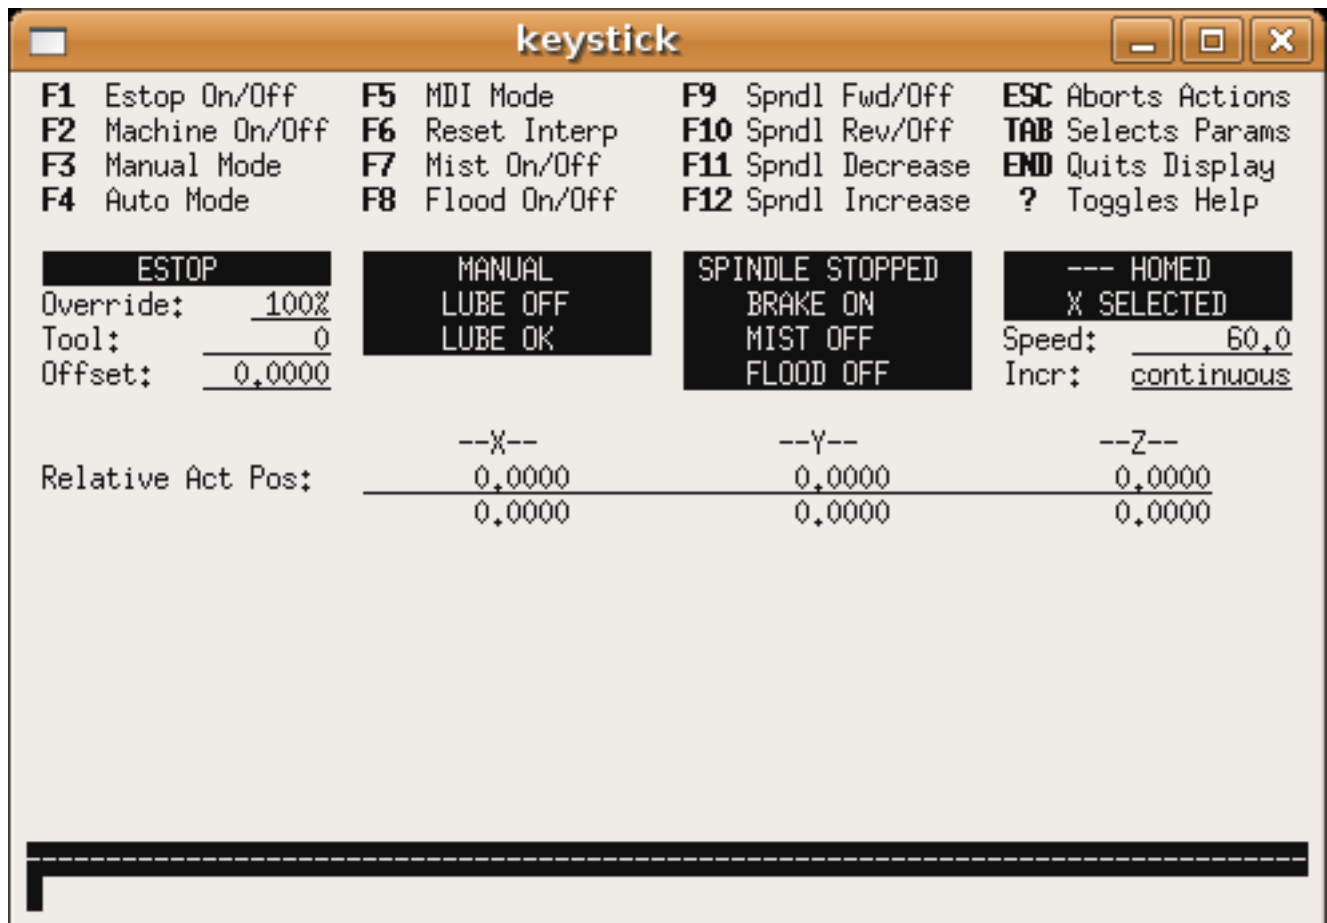 keystick
F1 Estop On/Off F5 MDI Mode F9 Spndl Fwd/Off ESC Aborts Actions
F2 Machine On/Off F6 Reset Interp F10 Spndl Rev/Off TAB Selects Params
F3 Manual Mode F7 Mist On/Off F11 Spndl Decrease END Quits Display
F4 Auto Mode F8 Flood On/Off F12 Spndl Increase ? Toggles Help
ESTOP MANUAL SPINDLE STOPPED --- HOMED
Override: 100% LUBE OFF BRAKE ON X SELECTED
Tool: 0 LUBE OK MIST OFF Speed: 60.0
Offset: 0.0000 FLOOD OFF Incr: continuous
--X-- --Y-- --Z--
Relative Act Pos: 0.0000 0.0000 0.0000
0.0000 0.0000 0.0000
--------------------------------------------------------------------------------